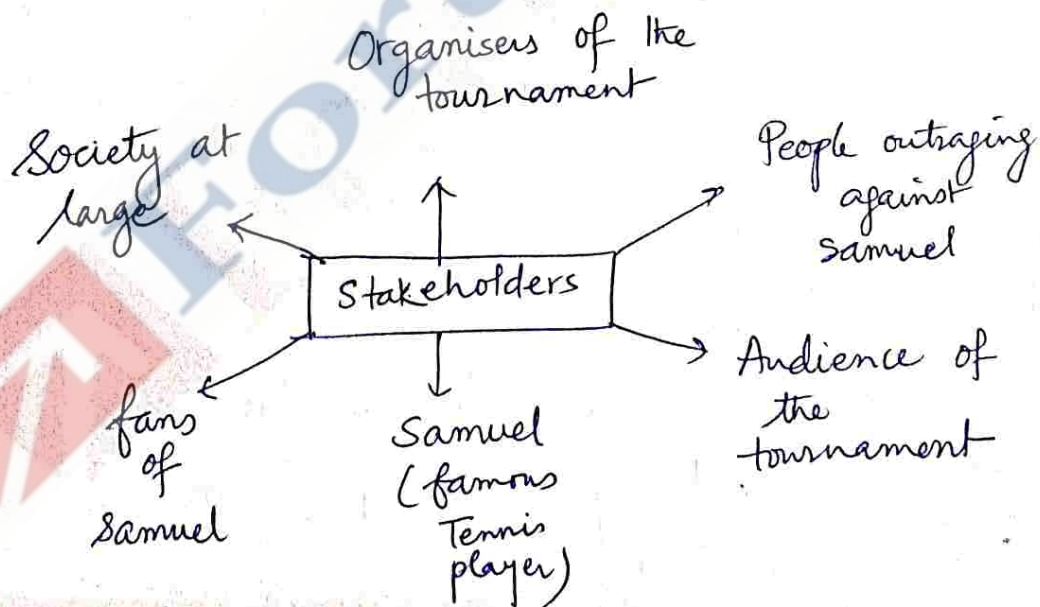 Organisers of the
tournament
Society at
large
People outraging
against
Samuel
Stakeholders
fans
of
Samuel
Samuel
(famous
Tennis
player)
Audience of
the
tournament
For